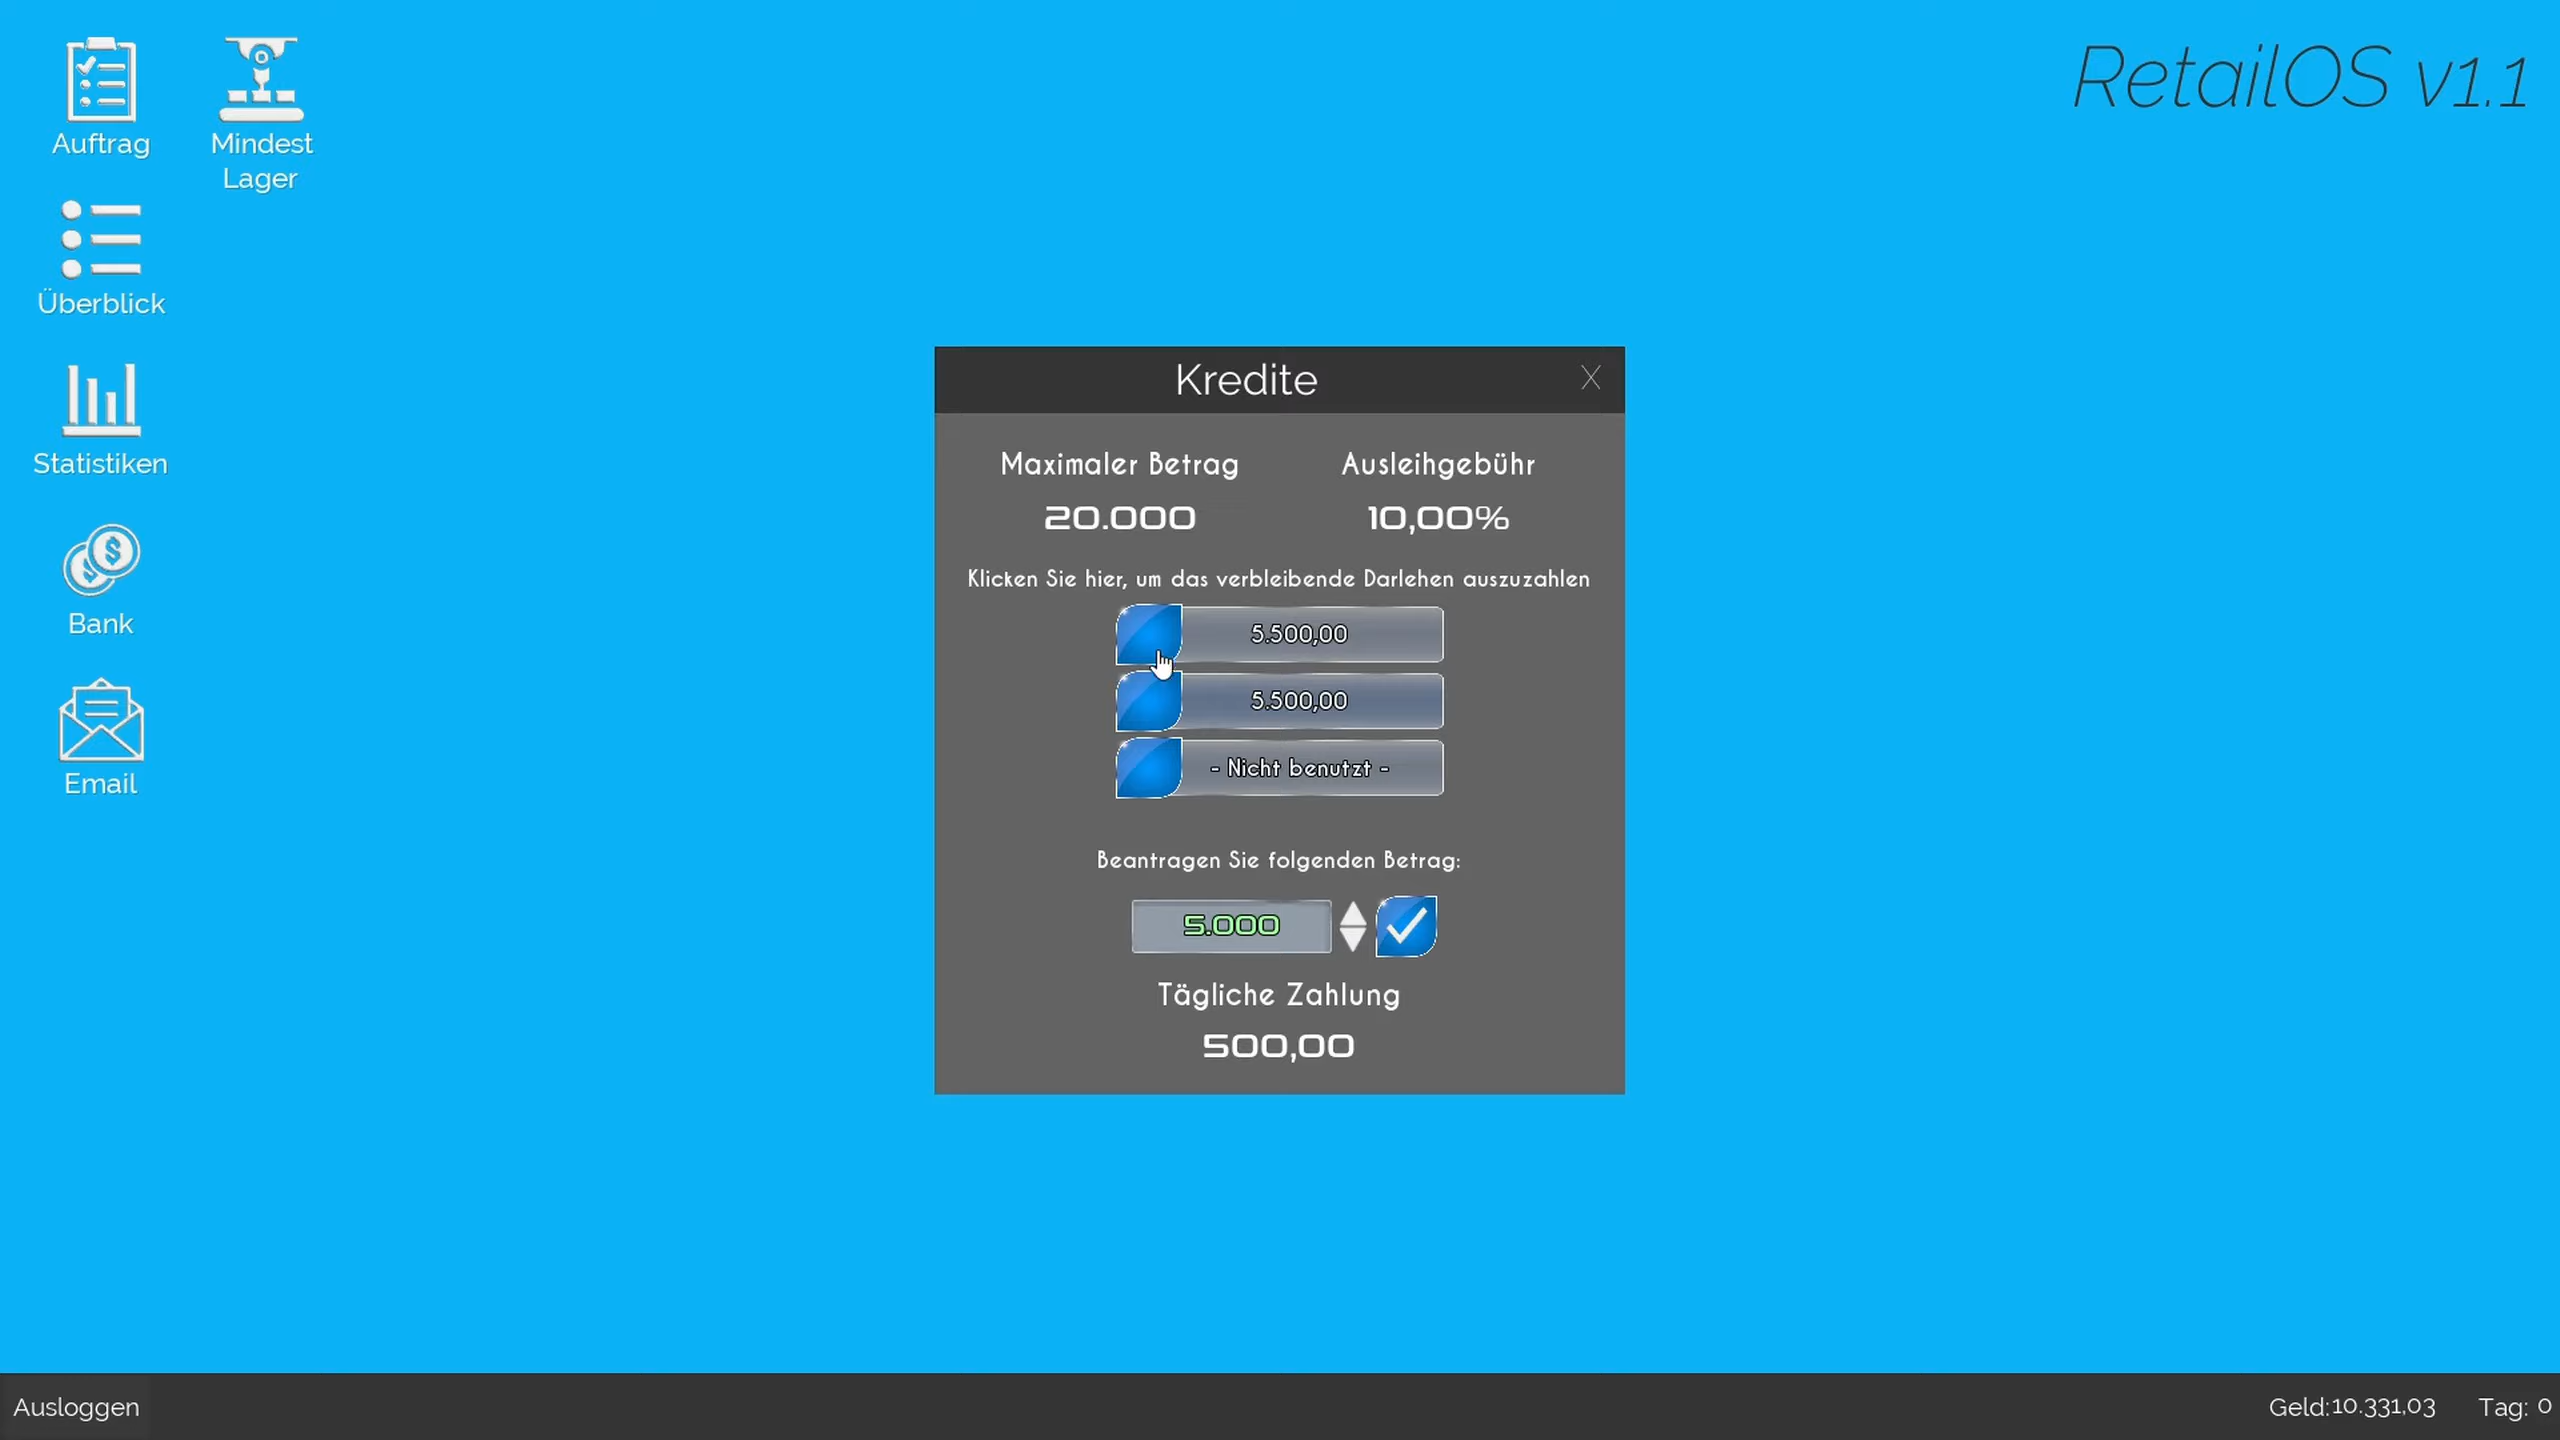 RetailOS v1.1
Auftrag
Mindest
Lager
Überblick
Statistiken
Bank
Email
Kredite
X
Maximaler Betrag
Ausleihgebühr
20.000
10,00%
Klicken Sie hier, um das verbleibende Darlehen auszuzahlen
5.500,00
5.500,00
- Nicht benutzt -
Beantragen Sie folgenden Betrag:
5.000
Tägliche Zahlung
500,00
Ausloggen
Geld:10.331,03
Tag: 0